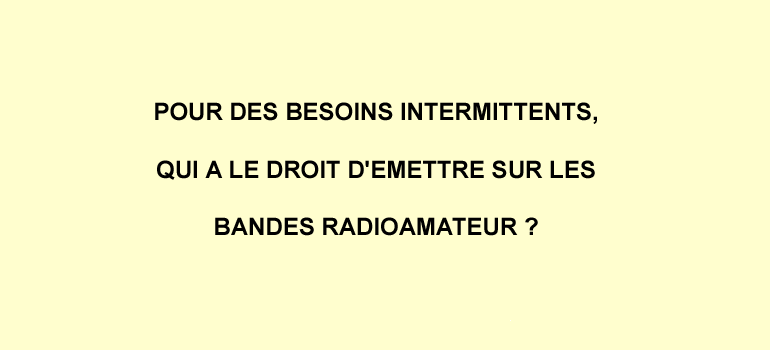 POUR DES BESOINS INTERMITTENTS,
QUI A LE DROIT D'EMETTRE SUR LES
BANDES RADIOAMATEUR ?